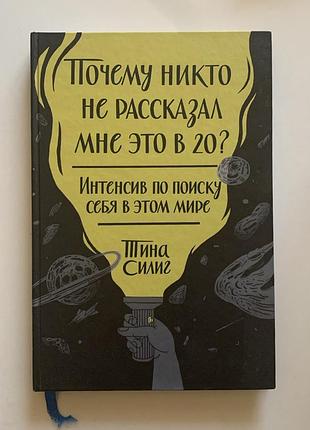 Почему никто
не рассказал
мне это в 20?
Интенсив по поиску
себя в этом мире
Тина
Силиг